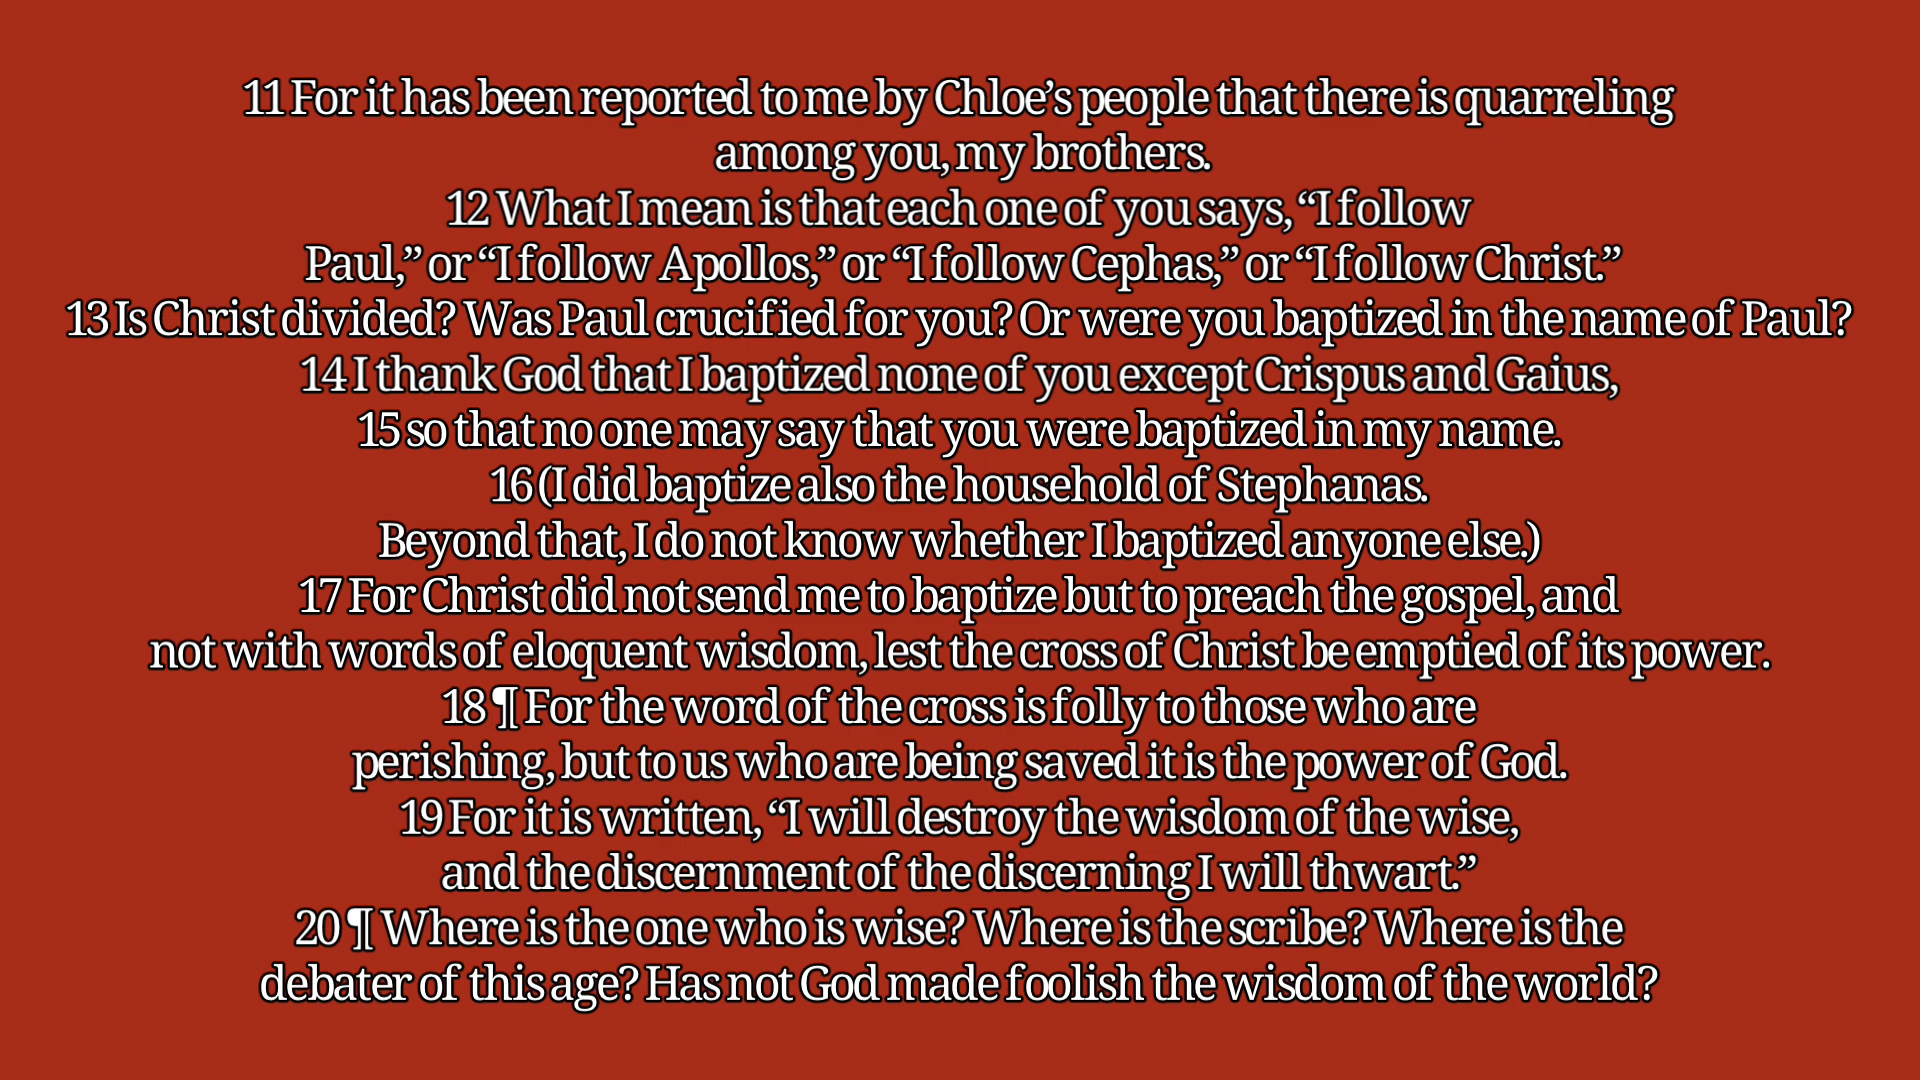 11 For it has been reported to me by Chloe’s people that there is quarreling
among you, my brothers.
12 What I mean is that each one of you says, “I follow
Paul,” or “I follow Apollos,” or “I follow Cephas,” or “I follow Christ.”
13 Is Christ divided? Was Paul crucified for you? Or were you baptized in the name of Paul?
14 I thank God that I baptized none of you except Crispus and Gaius,
15 so that no one may say that you were baptized in my name.
16 (I did baptize also the household of Stephanas.
Beyond that, I do not know whether I baptized anyone else.)
17 For Christ did not send me to baptize but to preach the gospel, and
not with words of eloquent wisdom, lest the cross of Christ be emptied of its power.
18 ¶ For the word of the cross is folly to those who are
perishing, but to us who are being saved it is the power of God.
19 For it is written, “I will destroy the wisdom of the wise,
and the discernment of the discerning I will thwart.”
20 ¶ Where is the one who is wise? Where is the scribe? Where is the
debater of this age? Has not God made foolish the wisdom of the world?